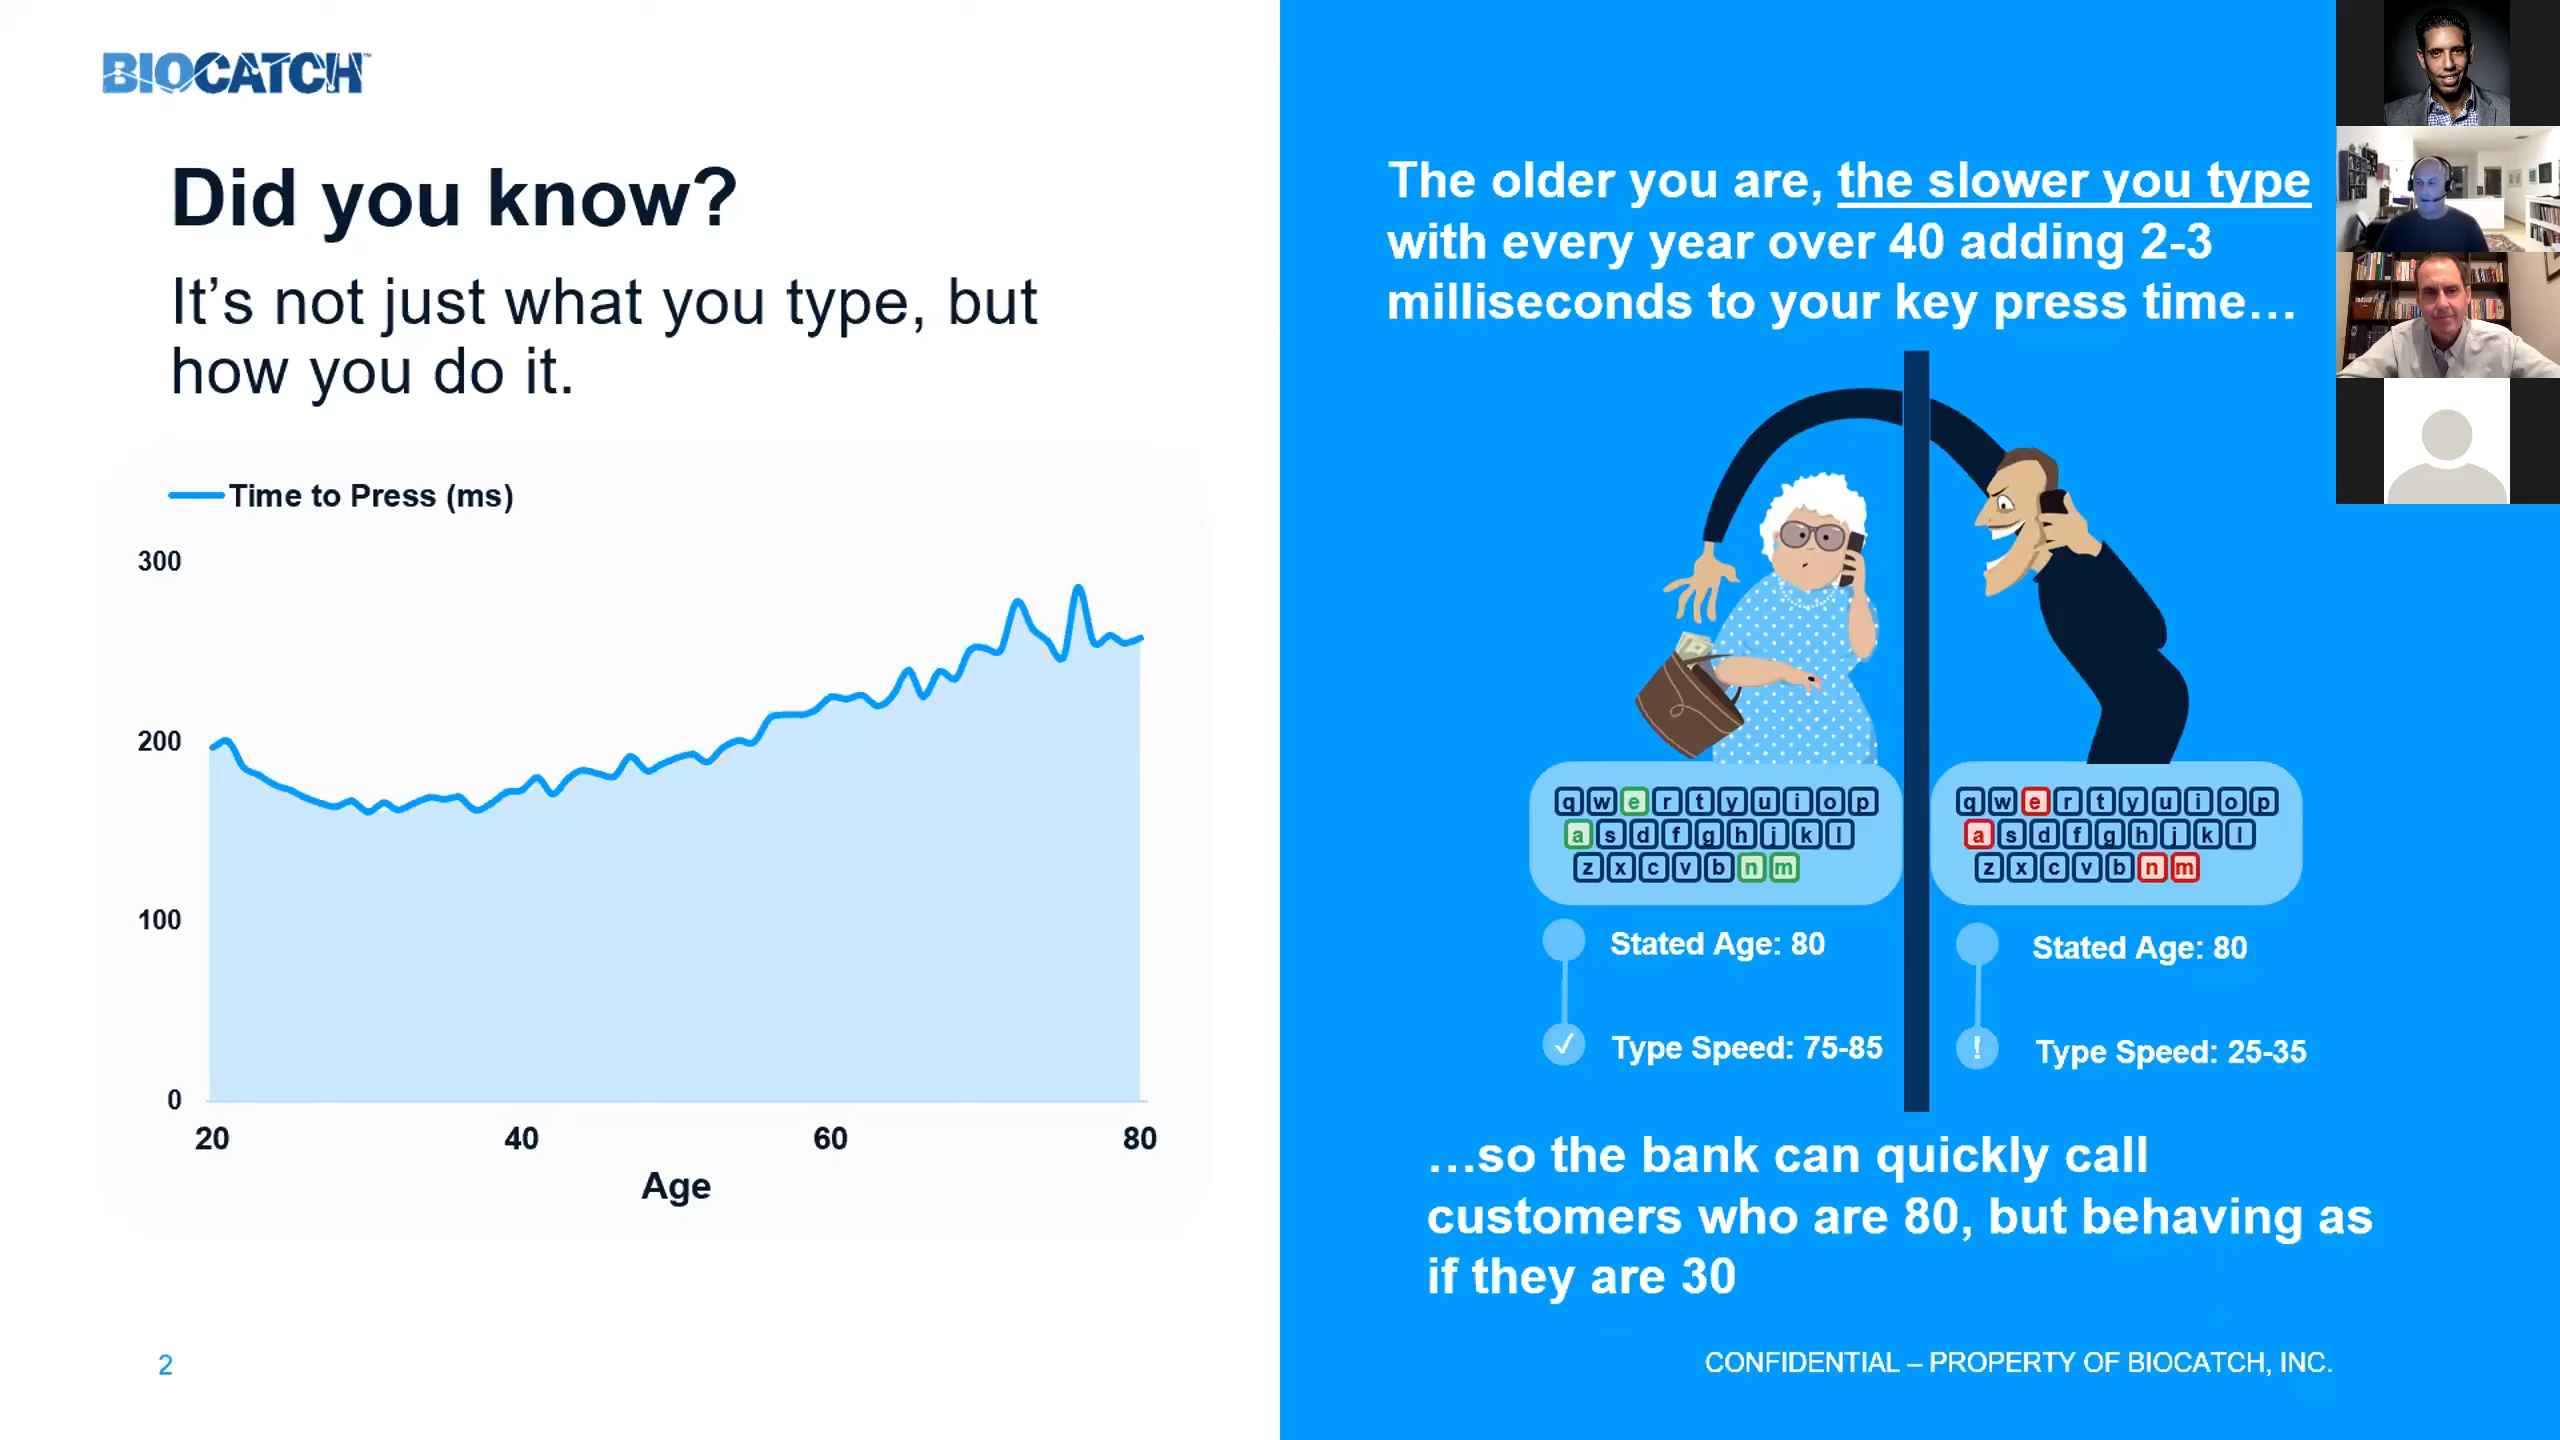 BIOCATCH™
Did you know?
It’s not just what you type, but
how you do it.
Time to Press (ms)
300
200
100
0
20 40 60 80
Age
2
The older you are, the slower you type
with every year over 40 adding 2-3
milliseconds to your key press time…
q w e r t y u i o p
a s d f g h j k l
z x c v b n m
Stated Age: 80
✓ Type Speed: 75-85
q w e r t y u i o p
a s d f g h j k l
z x c v b n m
Stated Age: 80
! Type Speed: 25-35
…so the bank can quickly call
customers who are 80, but behaving as
if they are 30
CONFIDENTIAL – PROPERTY OF BIOCATCH, INC.